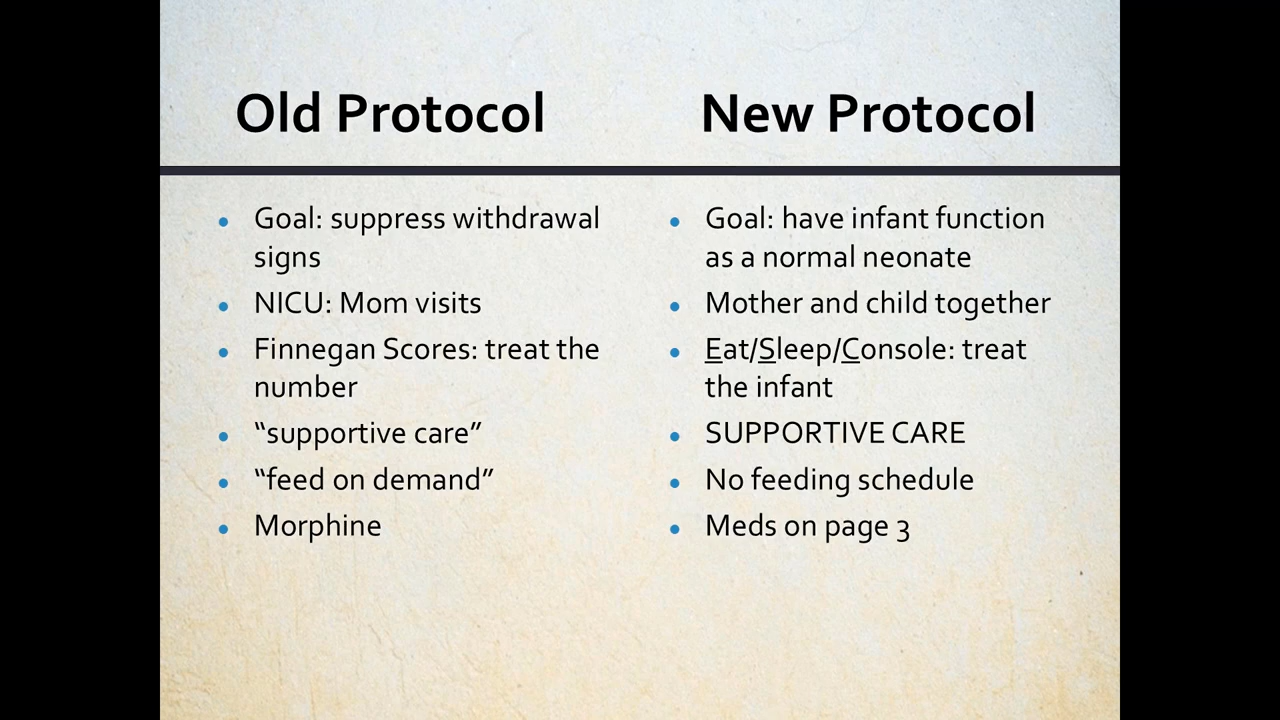 Old Protocol
New Protocol
• Goal: suppress withdrawal
signs
• NICU: Mom visits
• Finnegan Scores: treat the
number
• “supportive care”
• “feed on demand”
• Morphine
• Goal: have infant function
as a normal neonate
• Mother and child together
• Eat/Sleep/Console: treat
the infant
• SUPPORTIVE CARE
• No feeding schedule
• Meds on page 3